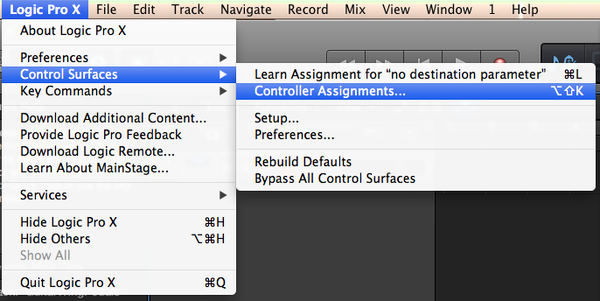 Logic Pro X File Edit Track Navigate Record Mix View Window 1 Help
About Logic Pro X
Preferences
Control Surfaces
Key Commands
Download Additional Content...
Provide Logic Pro Feedback
Download Logic Remote...
Learn About MainStage...
Services
Hide Logic Pro X ⌘H
Hide Others ⌥⌘H
Show All
Quit Logic Pro X ⌘Q
Learn Assignment for "no destination parameter" ⌘L
Controller Assignments... ⌥⇧K
Setup...
Preferences...
Rebuild Defaults
Bypass All Control Surfaces